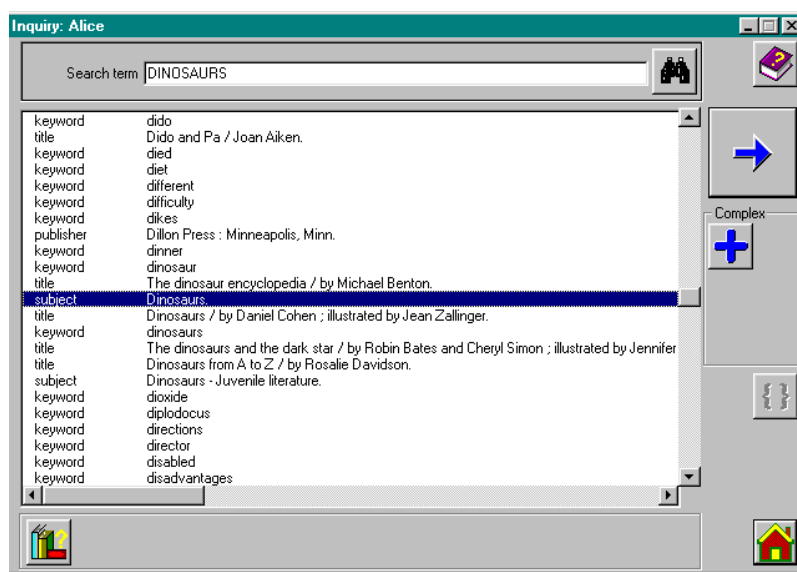 Inquiry: Alice
Search term DINOSAURS
keyword dido
title Dido and Pa / Joan Aiken.
keyword died
keyword diet
keyword different
keyword difficulty
keyword dikes
publisher Dillon Press : Minneapolis, Minn.
keyword dinner
keyword dinosaur
title The dinosaur encyclopedia / by Michael Benton.
subject Dinosaurs.
title Dinosaurs / by Daniel Cohen ; illustrated by Jean Zallinger.
keyword dinosaurs
title The dinosaurs and the dark star / by Robin Bates and Cheryl Simon ; illustrated by Jennifer
title Dinosaurs from A to Z / by Rosalie Davidson.
subject Dinosaurs - Juvenile literature.
keyword dioxide
keyword diplodocus
keyword directions
keyword director
keyword disabled
keyword disadvantages
Complex
{ }